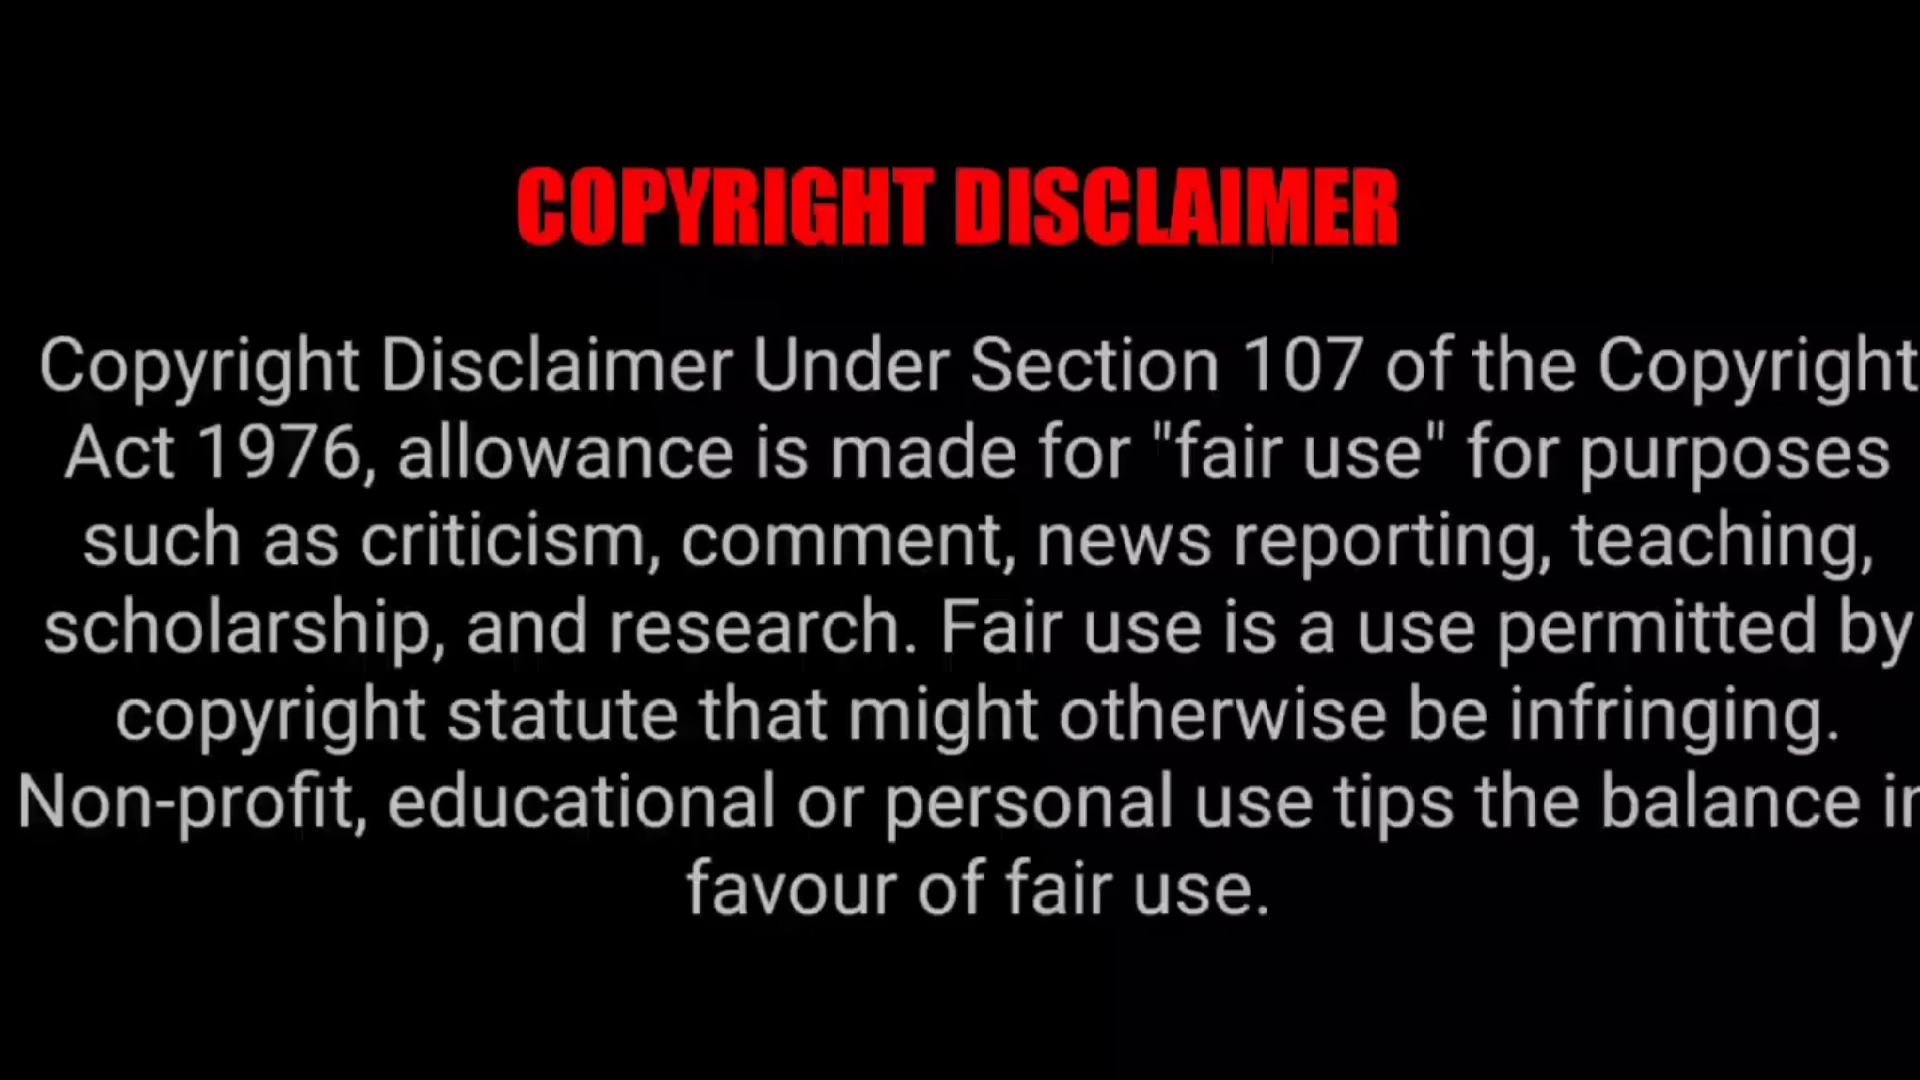 COPYRIGHT DISCLAIMER
Copyright Disclaimer Under Section 107 of the Copyright
Act 1976, allowance is made for "fair use" for purposes
such as criticism, comment, news reporting, teaching,
scholarship, and research. Fair use is a use permitted by
copyright statute that might otherwise be infringing.
Non-profit, educational or personal use tips the balance in
favour of fair use.